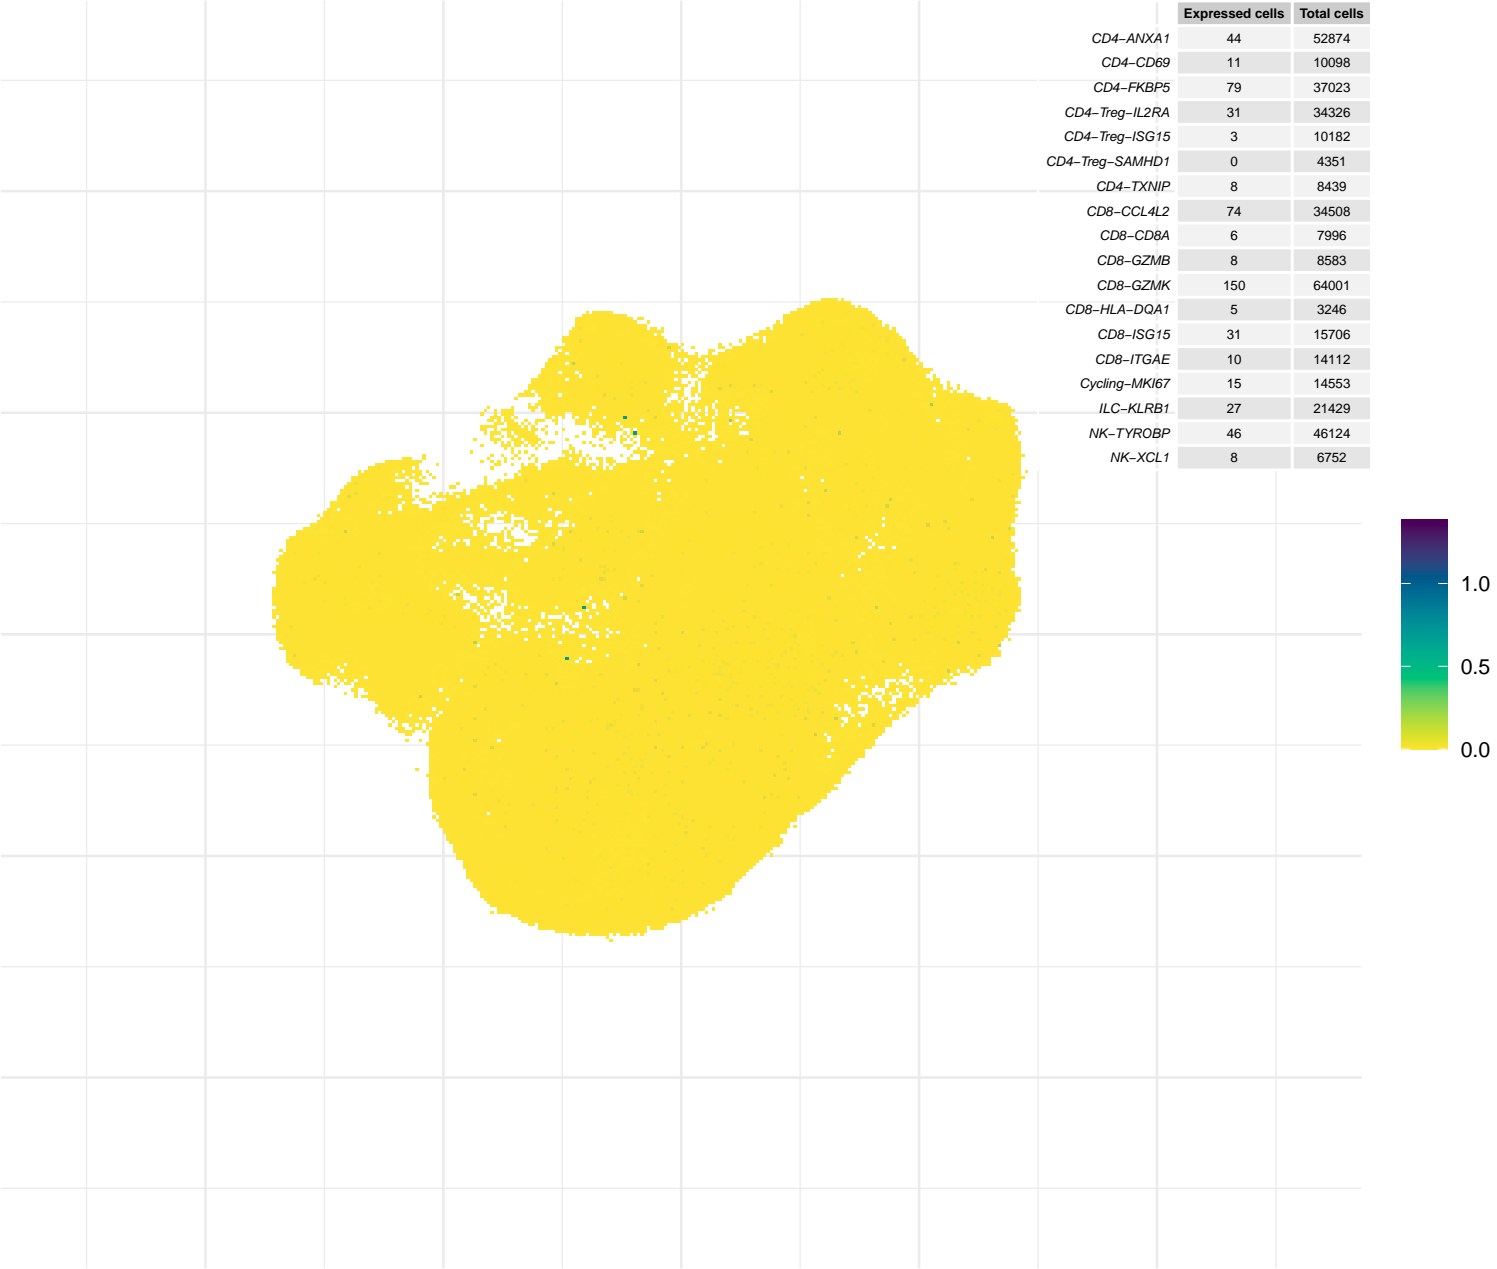 Expressed cells Total cells
CD4−ANXA1 44 52874
CD4−CD69 11 10098
CD4−FKBP5 79 37023
CD4−Treg−IL2RA 31 34326
CD4−Treg−ISG15 3 10182
CD4−Treg−SAMHD1 0 4351
CD4−TXNIP 8 8439
CD8−CCL4L2 74 34508
CD8−CD8A 6 7996
CD8−GZMB 8 8583
CD8−GZMK 150 64001
CD8−HLA−DQA1 5 3246
CD8−ISG15 31 15706
CD8−ITGAE 10 14112
Cycling−MKI67 15 14553
ILC−KLRB1 27 21429
NK−TYROBP 46 46124
NK−XCL1 8 6752
1.0
0.5
0.0